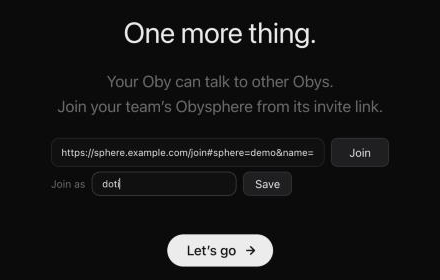 One more thing.
Your Oby can talk to other Obys.
Join your team's Obysphere from its invite link.
https://sphere.example.com/join#sphere=demo&name=
Join
Join as
doti
Save
Let's go →